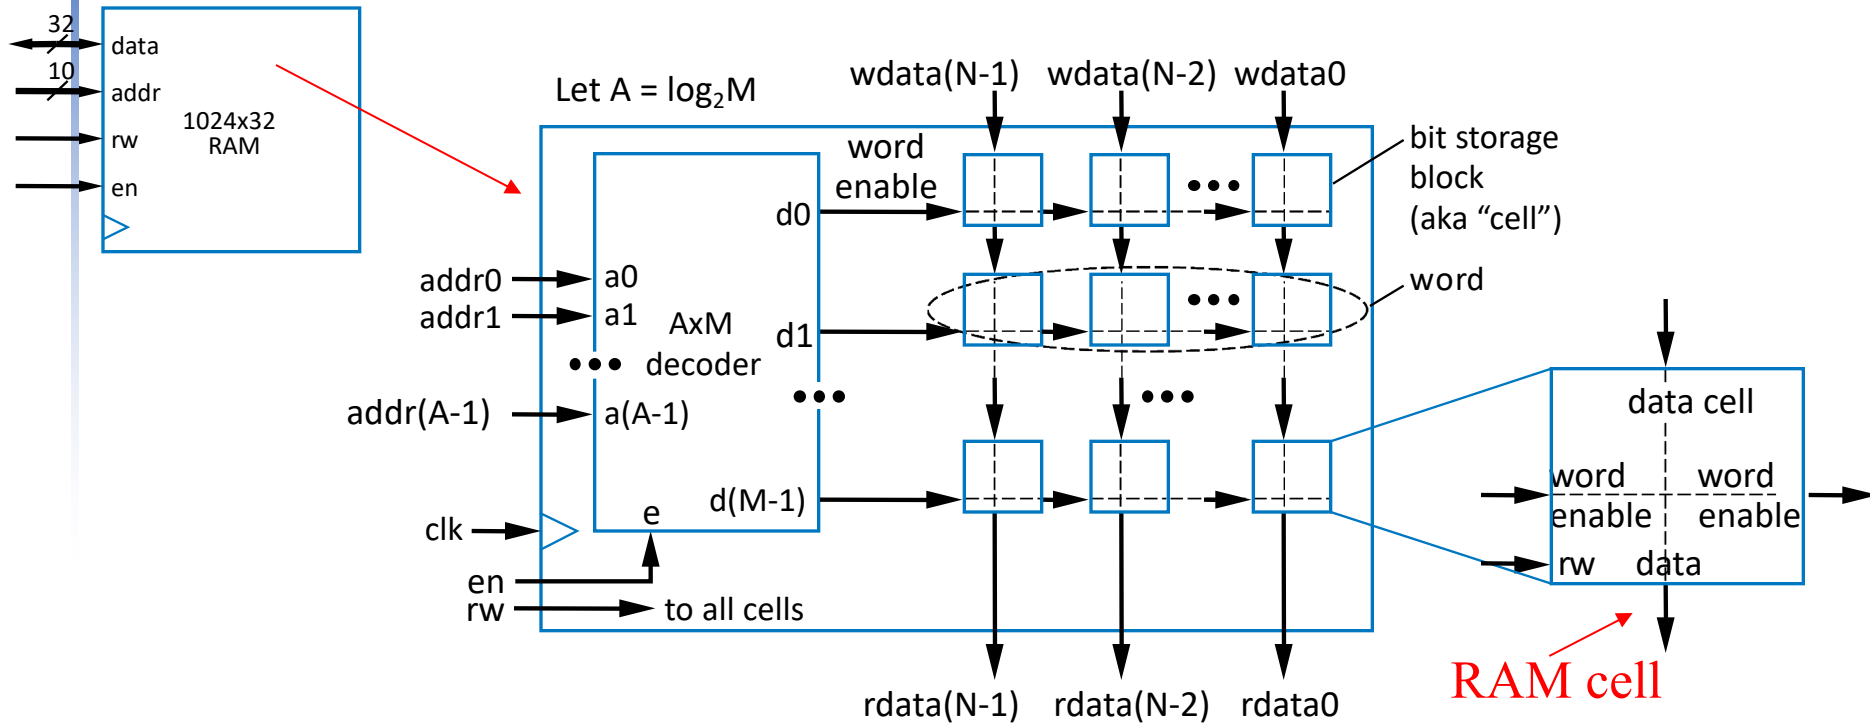 32
data
10
addr
1024x32
RAM
rw
en
Let A = log₂M
wdata(N-1) wdata(N-2) wdata0
word
enable
bit storage
block
(aka “cell”)
d0
addr0
a0
word
addr1
a1
AxM
decoder
d1
addr(A-1)
a(A-1)
d(M-1)
e
clk
en
rw
to all cells
rdata(N-1) rdata(N-2) rdata0
data cell
word word
enable enable
rw data
RAM cell